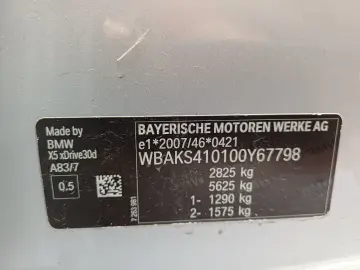 Made by
BMW
X5 xDrive30d
A83/7
0.5
BAYERISCHE MOTOREN WERKE AG
e1*2007/46*0421
WBAKS410100Y67798
2825 kg
5625 kg
1- 1290 kg
2- 1575 kg